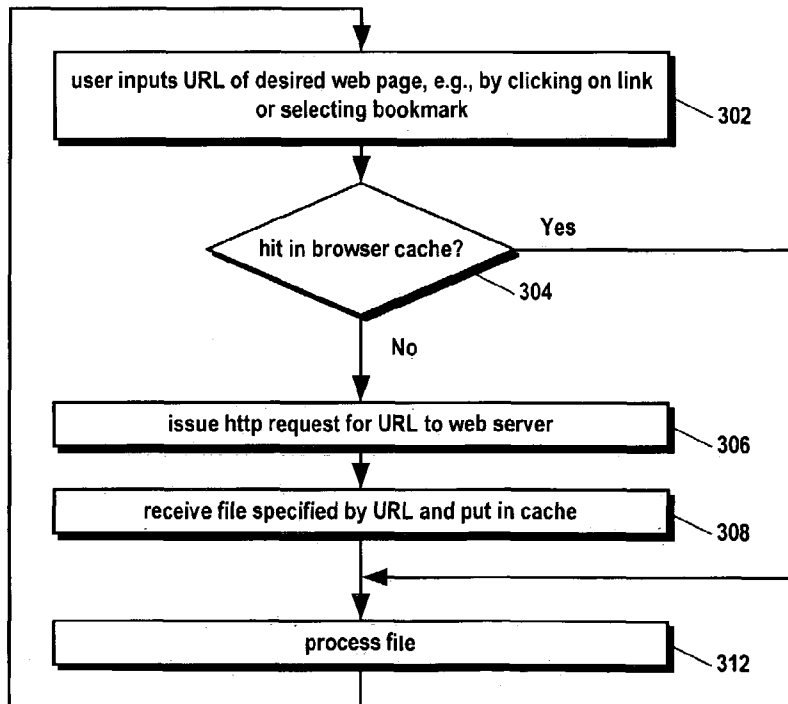 user inputs URL of desired web page, e.g., by clicking on link
or selecting bookmark
302
hit in browser cache?
Yes
304
No
issue http request for URL to web server
306
receive file specified by URL and put in cache
308
process file
312